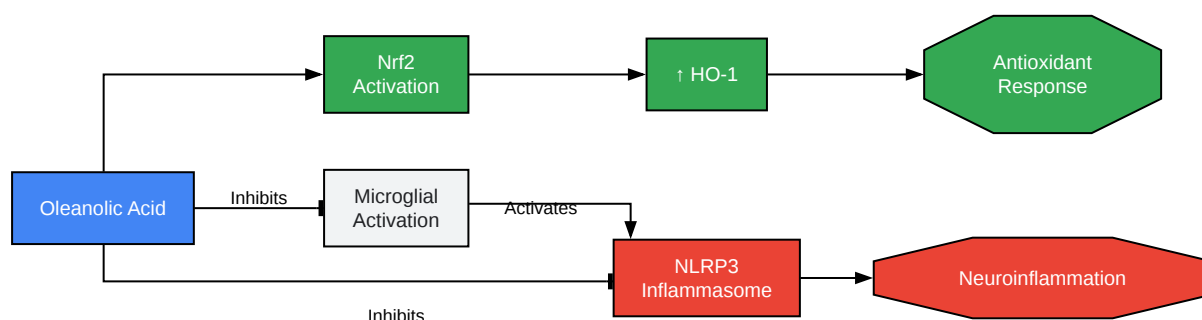 Nrf2
Activation
↑ HO-1
Antioxidant
Response
Oleanolic Acid
Inhibits
Microglial
Activation
Activates
NLRP3
Inflammasome
Neuroinflammation
Inhibits